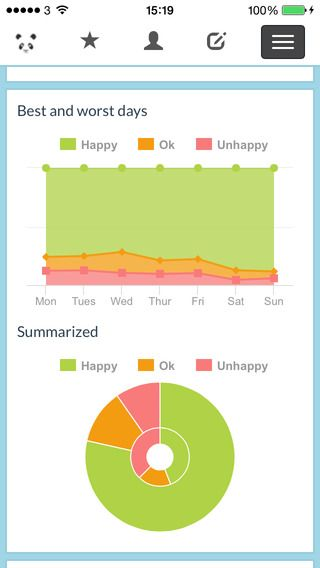 3 15:19 100%
Best and worst days
Happy Ok Unhappy
Mon Tues Wed Thur Fri Sat Sun
Summarized
Happy Ok Unhappy